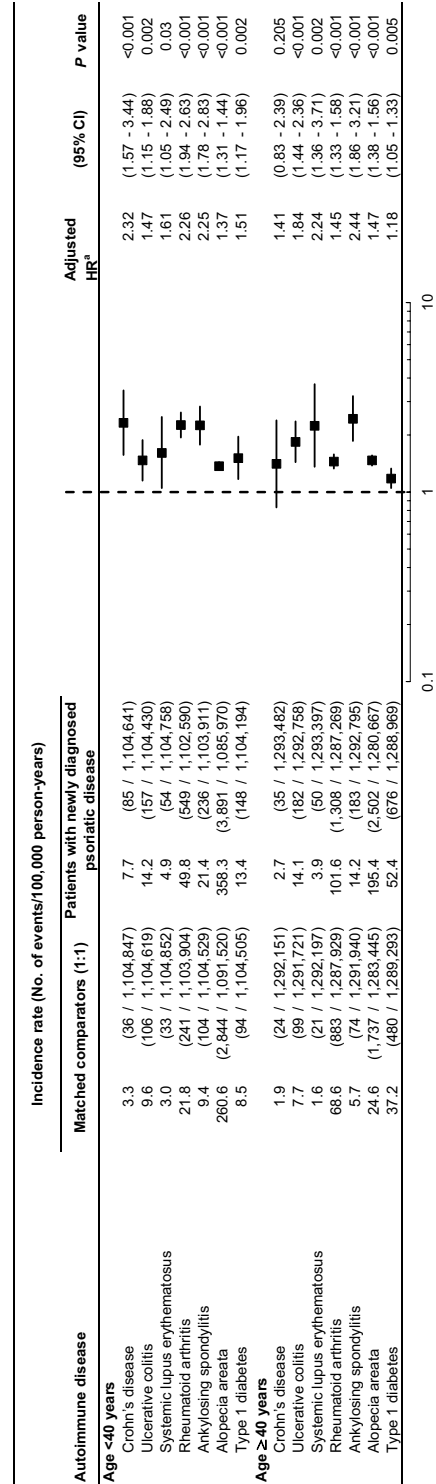 Incidence rate (No. of events/100,000 person-years)
Autoimmune disease Matched comparators (1:1) Patients with newly diagnosed psoriatic disease Adjusted HRa (95% CI) P value
Age <40 years
Crohn's disease 3.3 (36 / 1,104,847) 7.7 (85 / 1,104,641) 2.32 (1.57 - 3.44) <0.001
Ulcerative colitis 9.6 (106 / 1,104,619) 14.2 (157 / 1,104,430) 1.47 (1.15 - 1.88) 0.002
Systemic lupus erythematosus 3.0 (33 / 1,104,852) 4.9 (54 / 1,104,758) 1.61 (1.05 - 2.49) 0.03
Rheumatoid arthritis 21.8 (241 / 1,103,904) 49.8 (549 / 1,102,590) 2.26 (1.94 - 2.63) <0.001
Ankylosing spondylitis 9.4 (104 / 1,104,529) 21.4 (236 / 1,103,911) 2.25 (1.78 - 2.83) <0.001
Alopecia areata 260.6 (2,844 / 1,091,520) 358.3 (3,891 / 1,085,970) 1.37 (1.31 - 1.44) <0.001
Type 1 diabetes 8.5 (94 / 1,104,505) 13.4 (148 / 1,104,194) 1.51 (1.17 - 1.96) 0.002
Age ≥ 40 years
Crohn's disease 1.9 (24 / 1,292,151) 2.7 (35 / 1,293,482) 1.41 (0.83 - 2.39) 0.205
Ulcerative colitis 7.7 (99 / 1,291,721) 14.1 (182 / 1,292,758) 1.84 (1.44 - 2.36) <0.001
Systemic lupus erythematosus 1.6 (21 / 1,292,197) 3.9 (50 / 1,293,397) 2.24 (1.36 - 3.71) 0.002
Rheumatoid arthritis 68.6 (883 / 1,287,929) 101.6 (1,308 / 1,287,269) 1.45 (1.33 - 1.58) <0.001
Ankylosing spondylitis 5.7 (74 / 1,291,940) 14.2 (183 / 1,292,795) 2.44 (1.86 - 3.21) <0.001
Alopecia areata 24.6 (1,737 / 1,283,445) 195.4 (2,502 / 1,280,667) 1.47 (1.38 - 1.56) <0.001
Type 1 diabetes 37.2 (480 / 1,289,293) 52.4 (676 / 1,288,969) 1.18 (1.05 - 1.33) 0.005
0.1 1 10